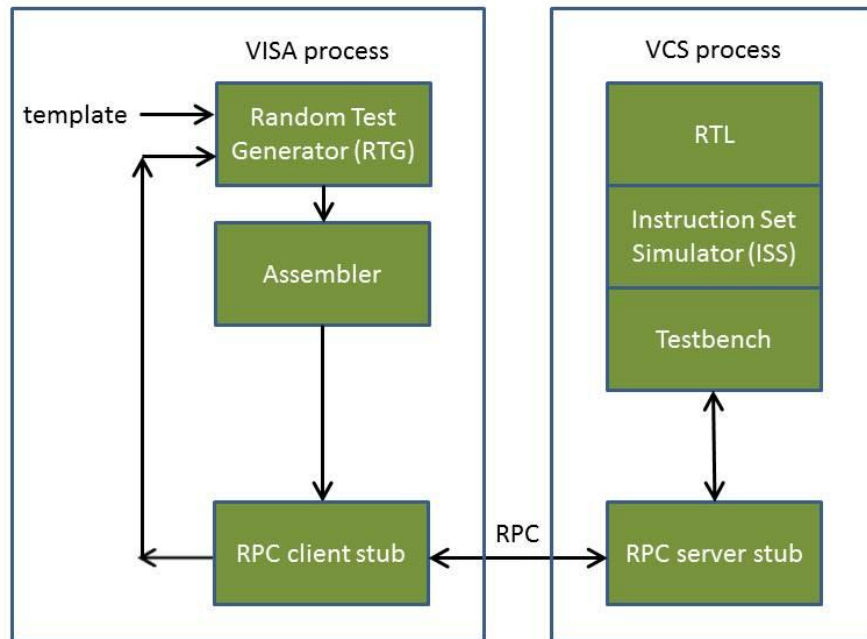 VISA process
template
Random Test
Generator (RTG)
Assembler
RPC client stub
RPC
VCS process
RTL
Instruction Set
Simulator (ISS)
Testbench
RPC server stub